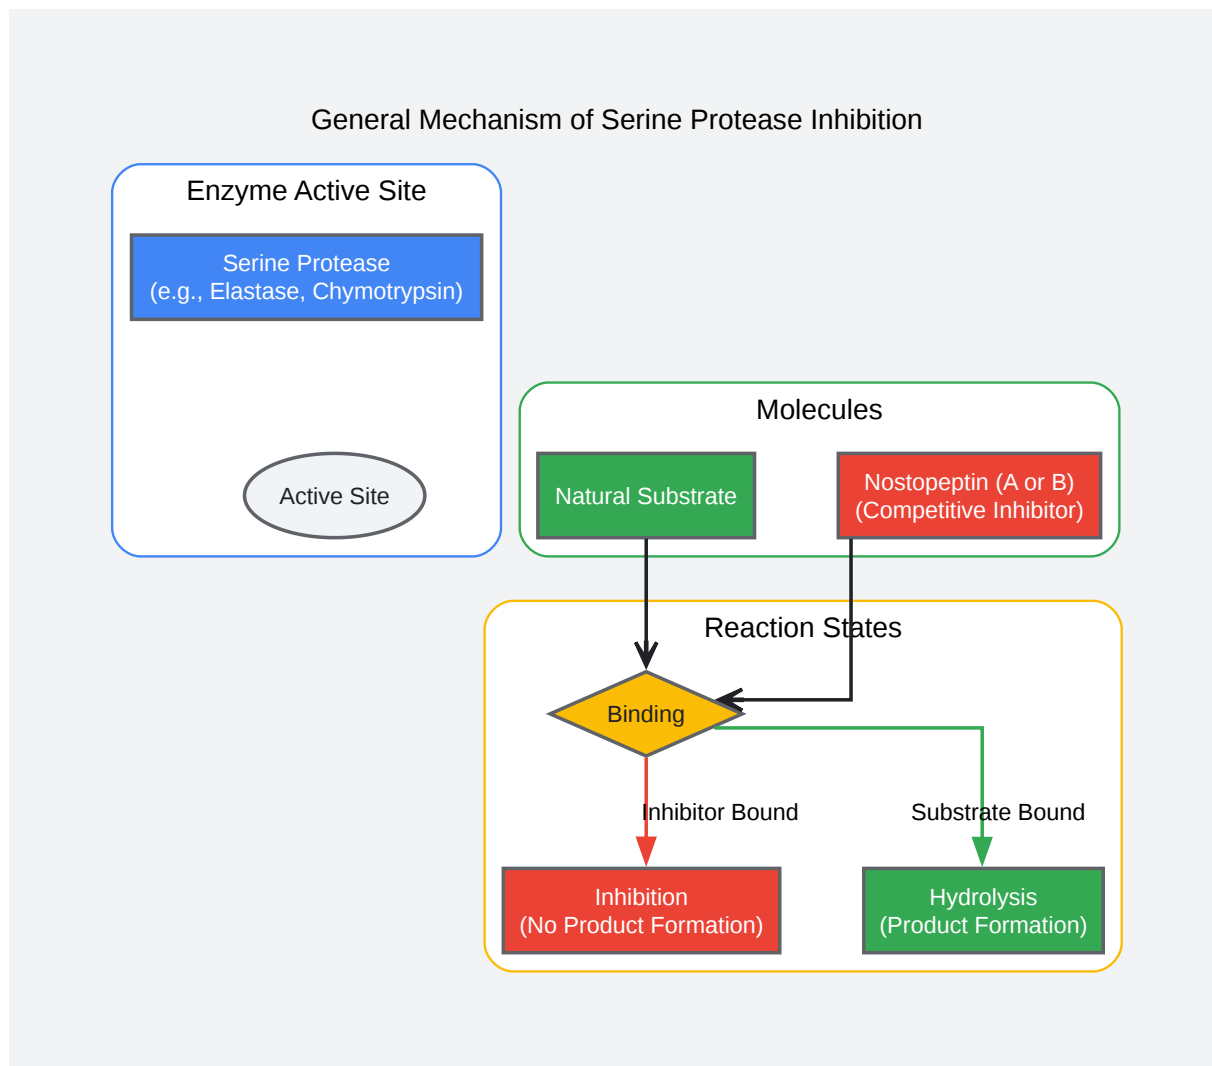 General Mechanism of Serine Protease Inhibition
Enzyme Active Site
Serine Protease
(e.g., Elastase, Chymotrypsin)
Active Site
Molecules
Natural Substrate
Nostopeptin (A or B)
(Competitive Inhibitor)
Reaction States
Binding
Inhibitor Bound
Substrate Bound
Inhibition
(No Product Formation)
Hydrolysis
(Product Formation)